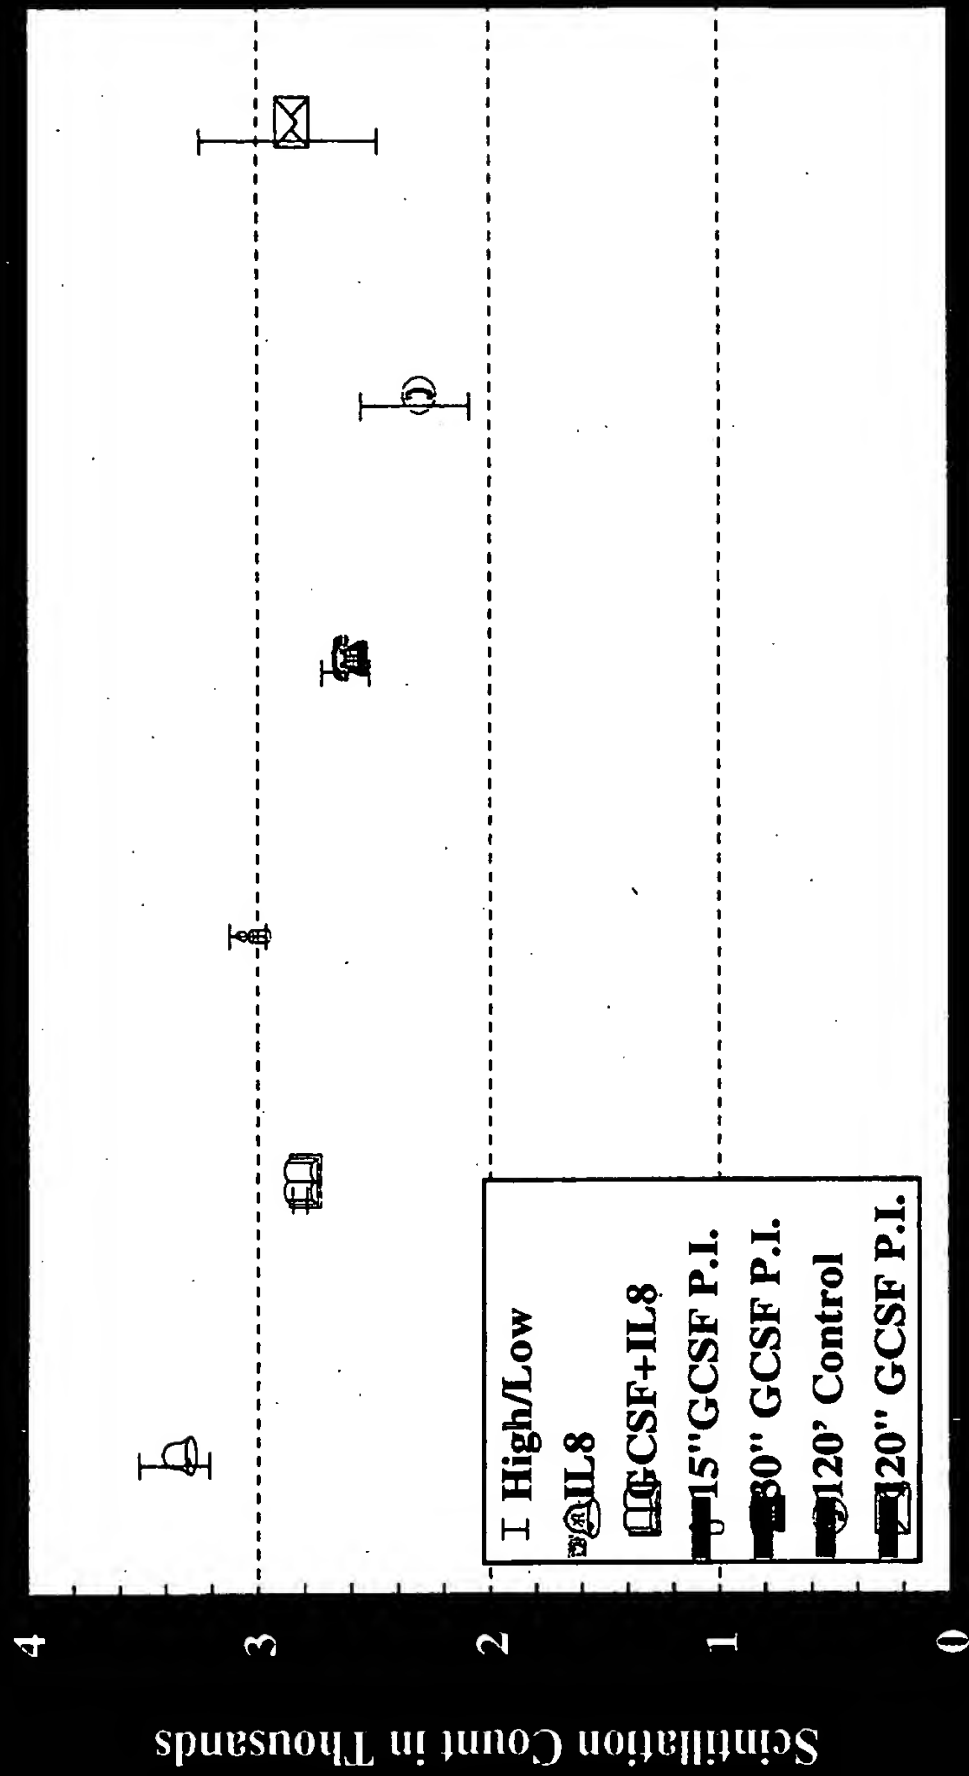 Scintillation Count in Thousands
4
3
2
1
0
High/Low
IL8
GCSF+IL8
15"GCSF P.I.
30" GCSF P.I.
120' Control
120" GCSF P.I.